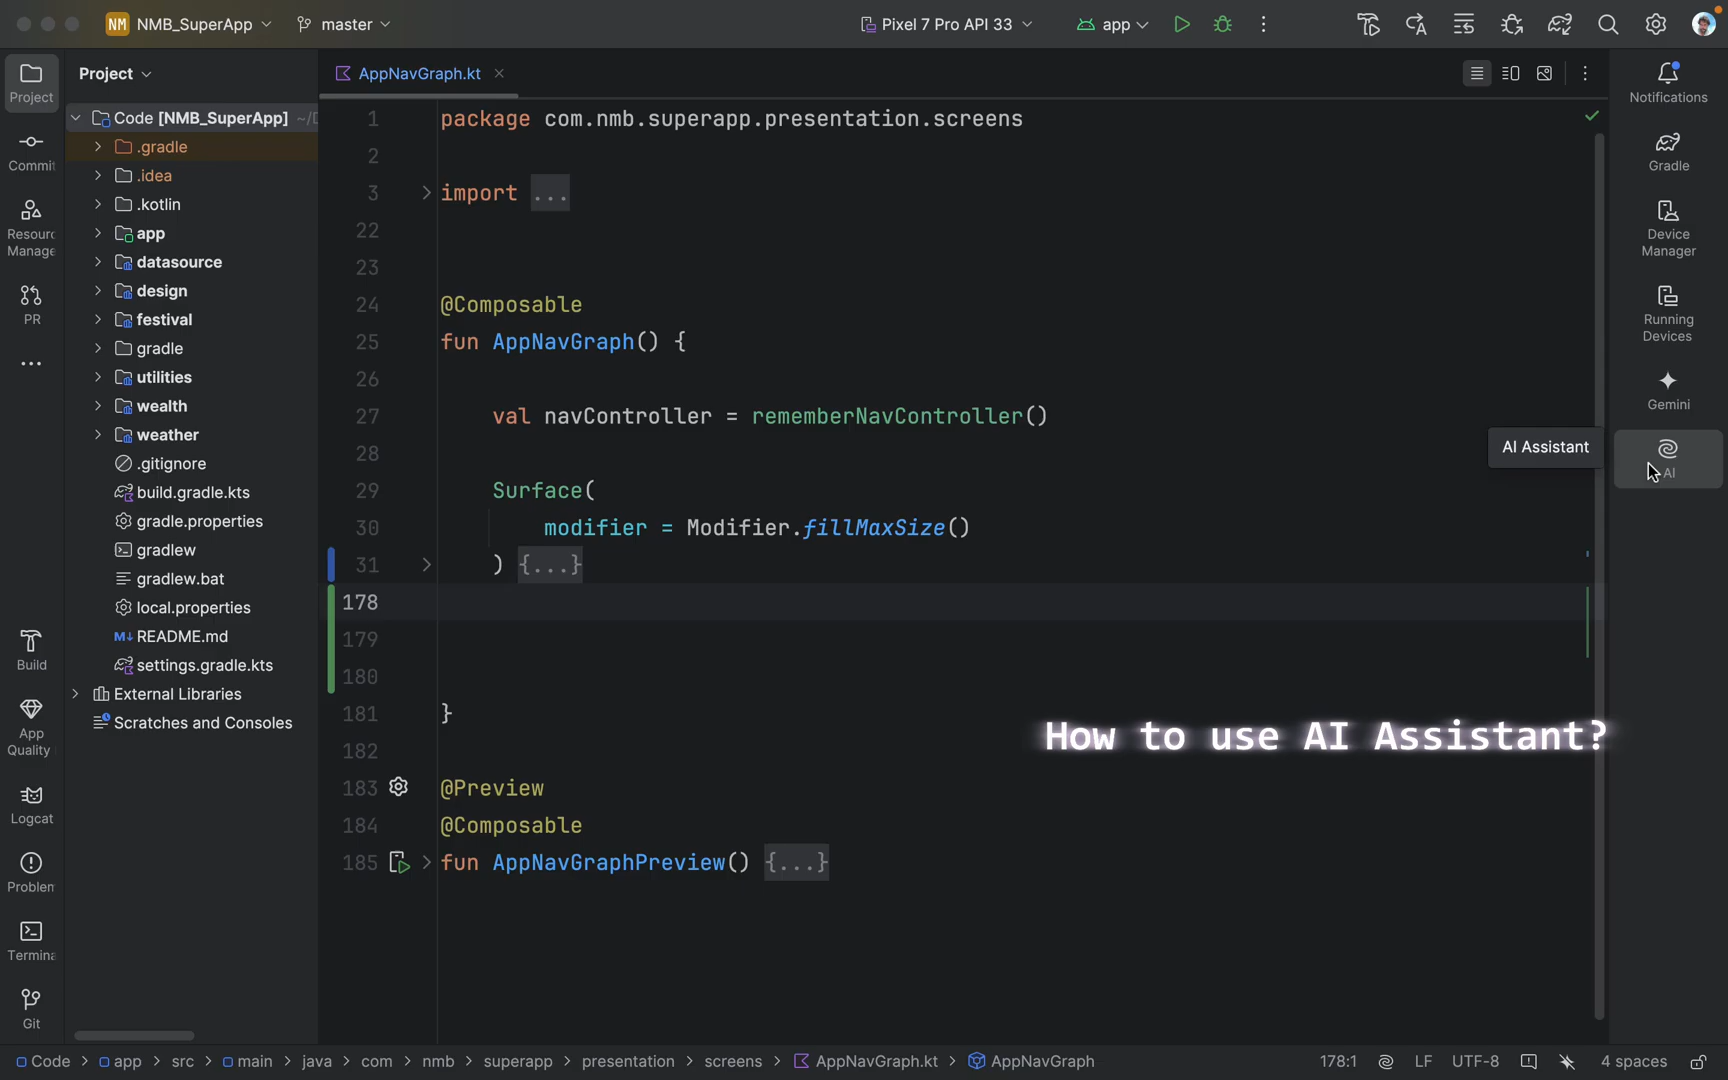 NM NMB_SuperApp master Pixel 7 Pro API 33 app
Project
Commit
Resourc
Manage
PR
Build
App
Quality
Logcat
Problem
Termina
Git
Project
Code [NMB_SuperApp]
.gradle
.idea
.kotlin
app
datasource
design
festival
gradle
utilities
wealth
weather
.gitignore
build.gradle.kts
gradle.properties
gradlew
gradlew.bat
local.properties
M↓ README.md
settings.gradle.kts
External Libraries
Scratches and Consoles
AppNavGraph.kt
1 package com.nmb.superapp.presentation.screens
2
3 import ...
22
23
24 @Composable
25 fun AppNavGraph() {
26
27 val navController = rememberNavController()
28
29 Surface(
30 modifier = Modifier.fillMaxSize()
31 ) {...}
178
179
180
181 }
182
183 @Preview
184 @Composable
185 fun AppNavGraphPreview() {...}
AI Assistant
How to use AI Assistant?
Notifications
Gradle
Device
Manager
Running
Devices
Gemini
AI
Code > app > src > main > java > com > nmb > superapp > presentation > screens > AppNavGraph.kt > AppNavGraph 178:1 LF UTF-8 4 spaces